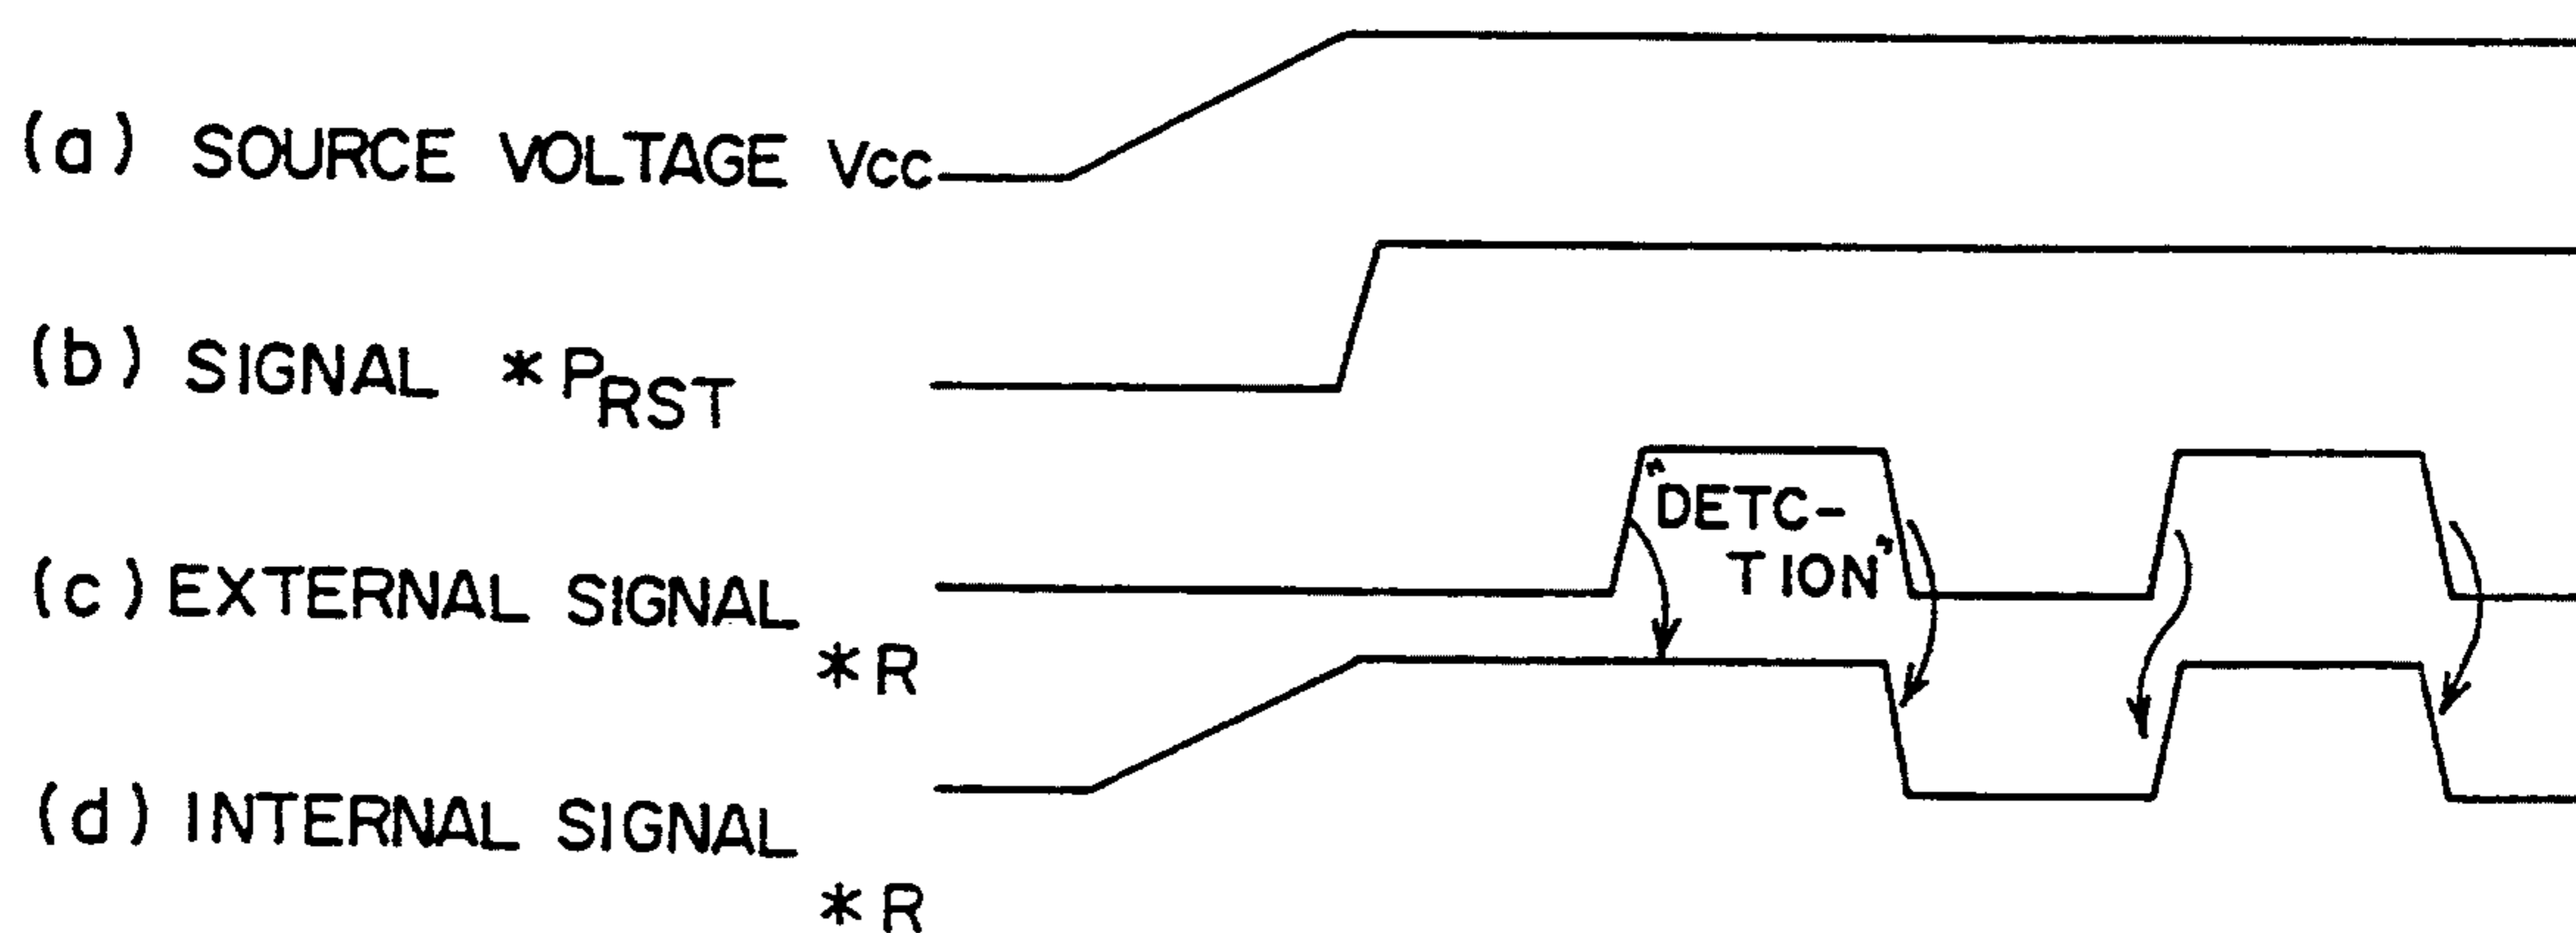 (a) SOURCE VOLTAGE Vcc
(b) SIGNAL *PRST
"DETC-
TION"
(c) EXTERNAL SIGNAL
*R
(d) INTERNAL SIGNAL
*R